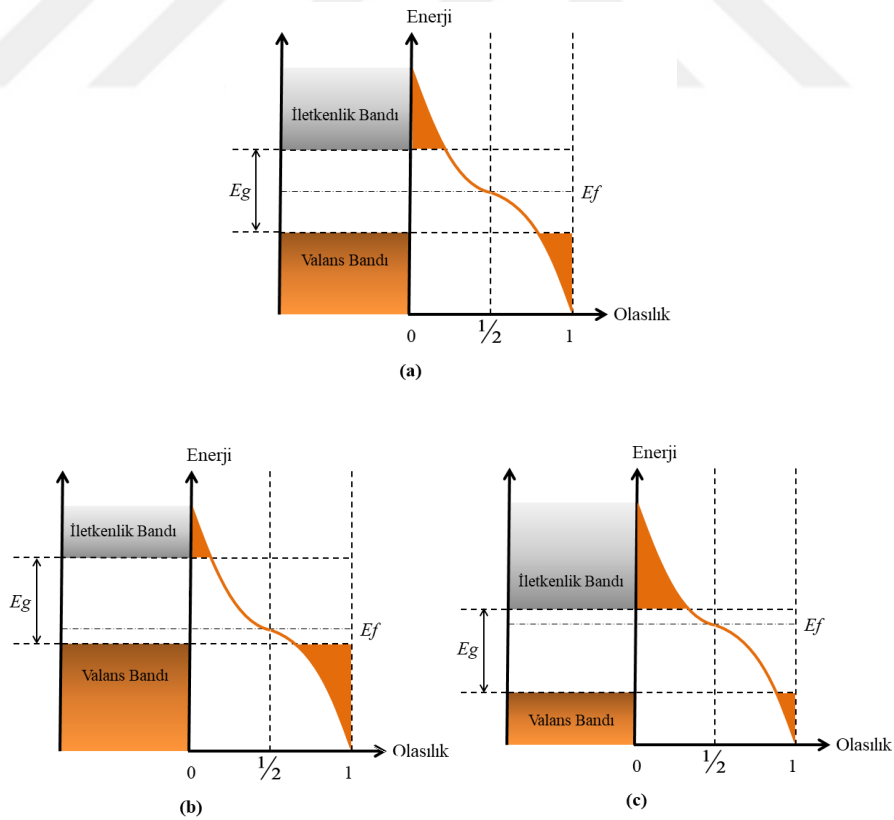 Enerji
İletkenlik Bandı
Eg
Ef
Valans Bandı
Olasılık
0
1/2
1
(a)
Enerji
İletkenlik Bandı
Eg
Ef
Valans Bandı
Olasılık
0
1/2
1
(b)
Enerji
İletkenlik Bandı
Ef
Eg
Valans Bandı
Olasılık
0
1/2
1
(c)